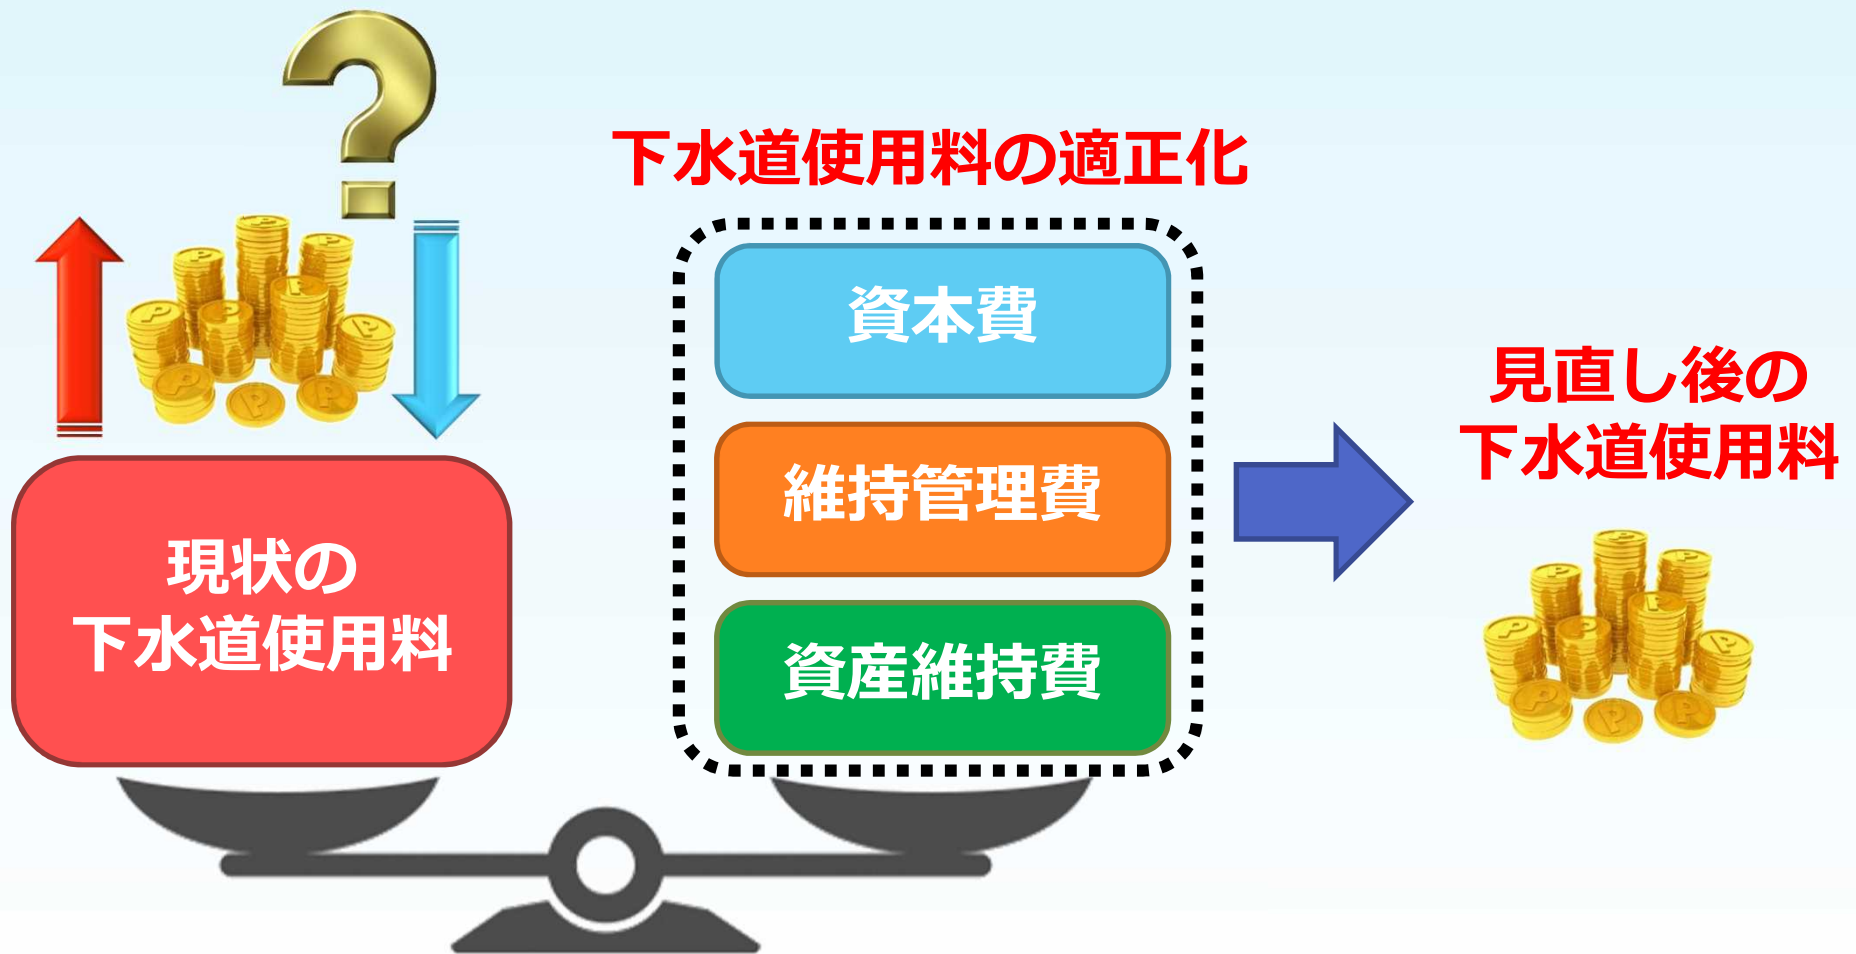 下水道使用料の適正化
資本費
維持管理費
資産維持費
現状の
下水道使用料
見直し後の
下水道使用料